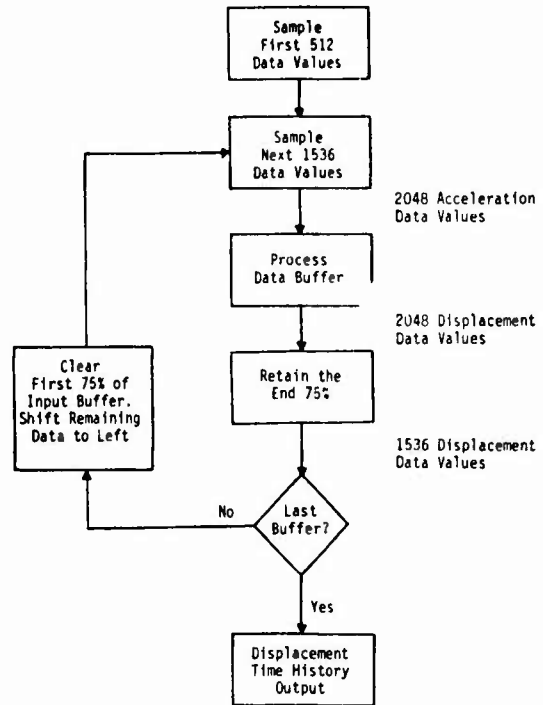 Sample
First 512
Data Values
Sample
Next 1536
Data Values
2048 Acceleration
Data Values
Process
Data Buffer
2048 Displacement
Data Values
Clear
First 75% of
Input Buffer.
Shift Remaining
Data to Left
Retain the
End 75%
1536 Displacement
Data Values
No
Last
Buffer?
Yes
Displacement
Time History
Output